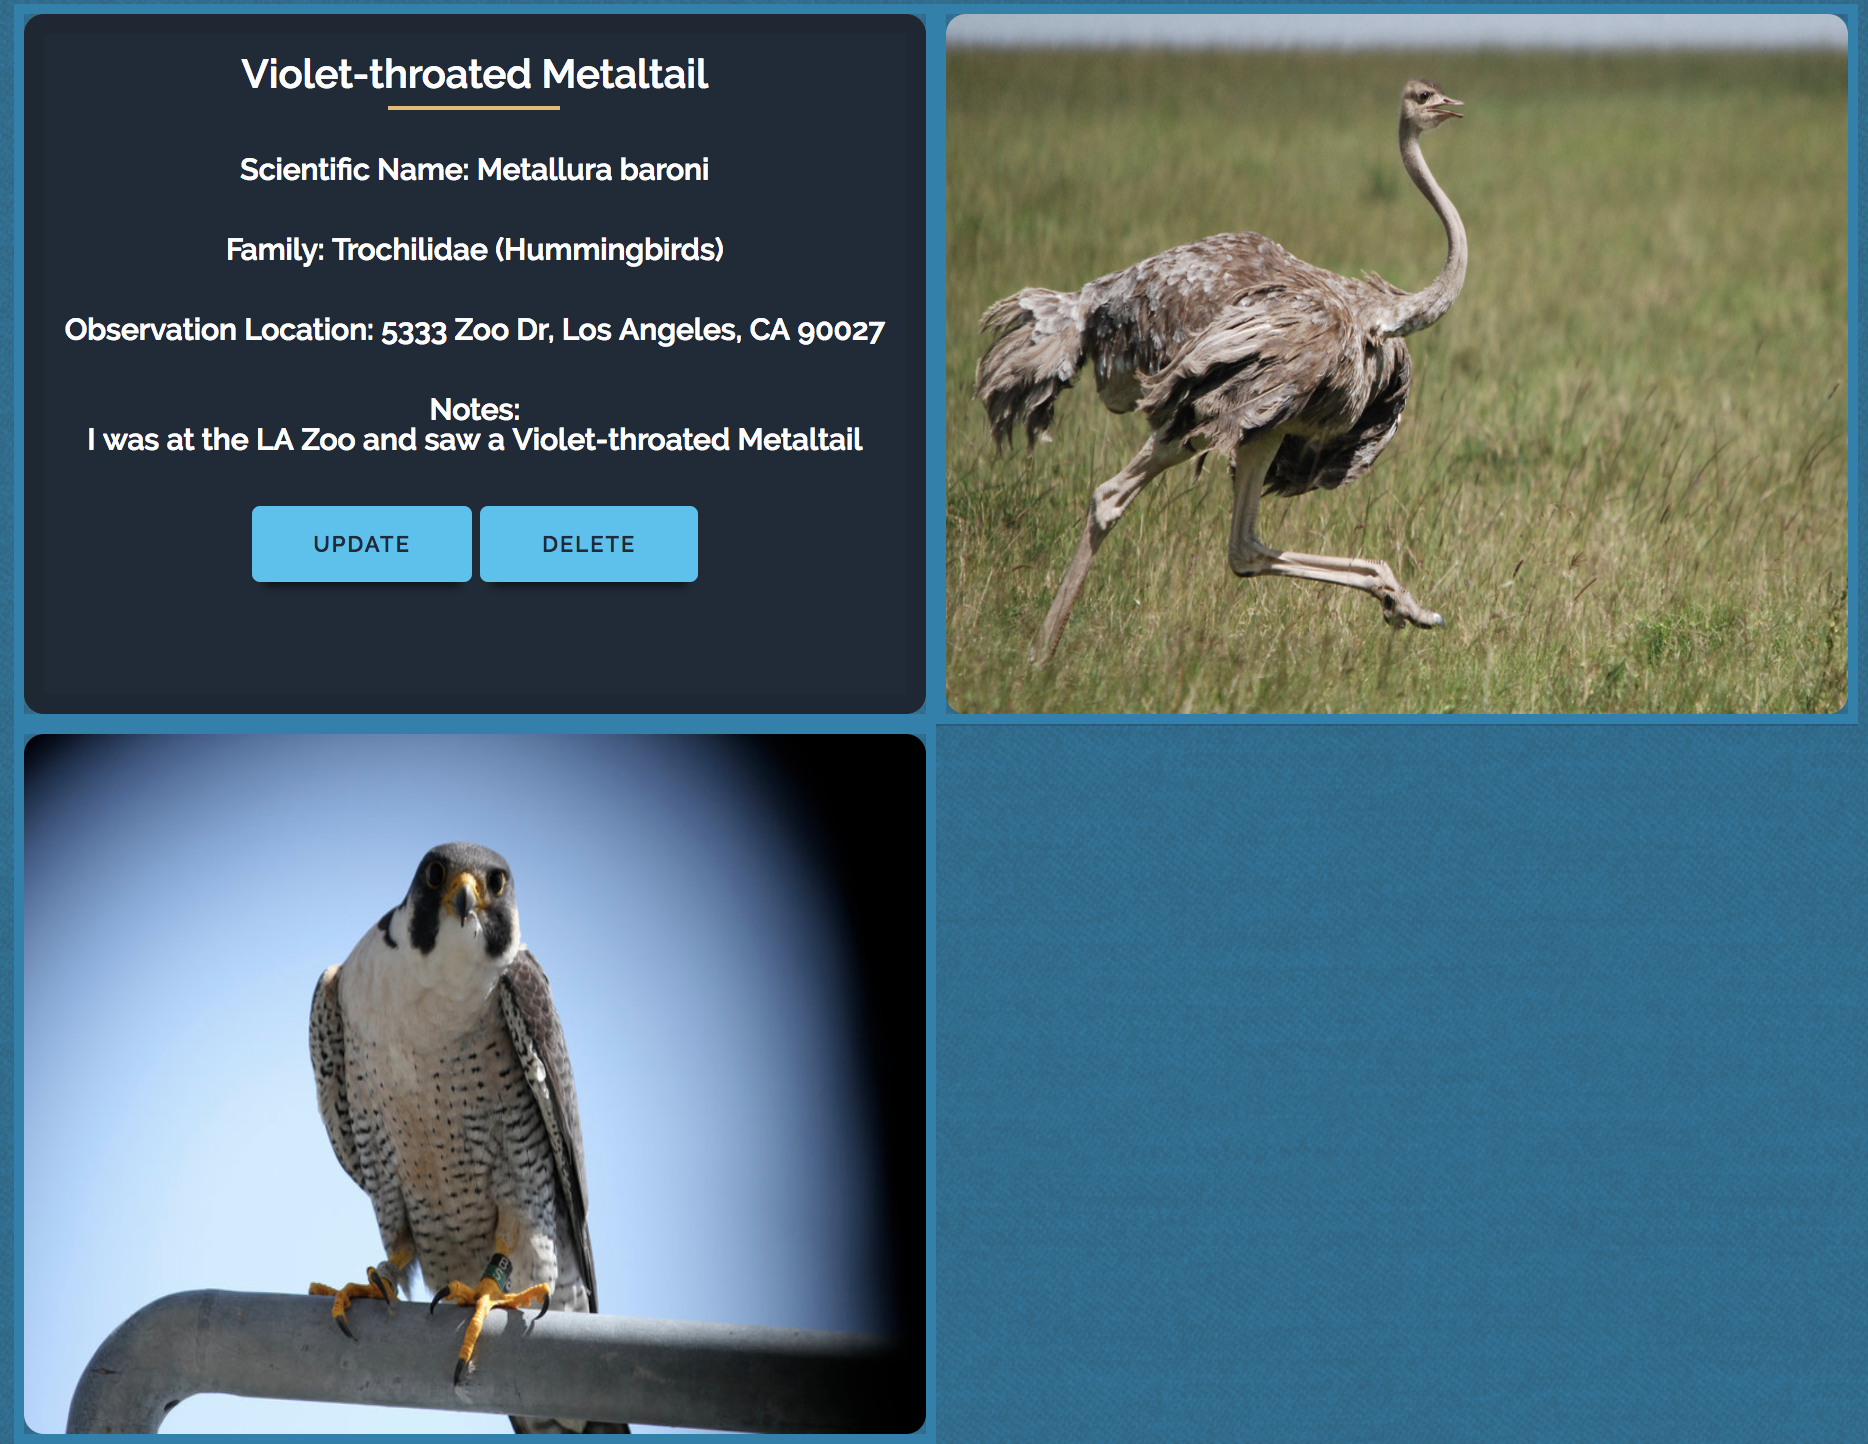 Violet-throated Metaltail
Scientific Name: Metallura baroni
Family: Trochilidae (Hummingbirds)
Observation Location: 5333 Zoo Dr, Los Angeles, CA 90027
Notes:
I was at the LA Zoo and saw a Violet-throated Metaltail
UPDATE DELETE